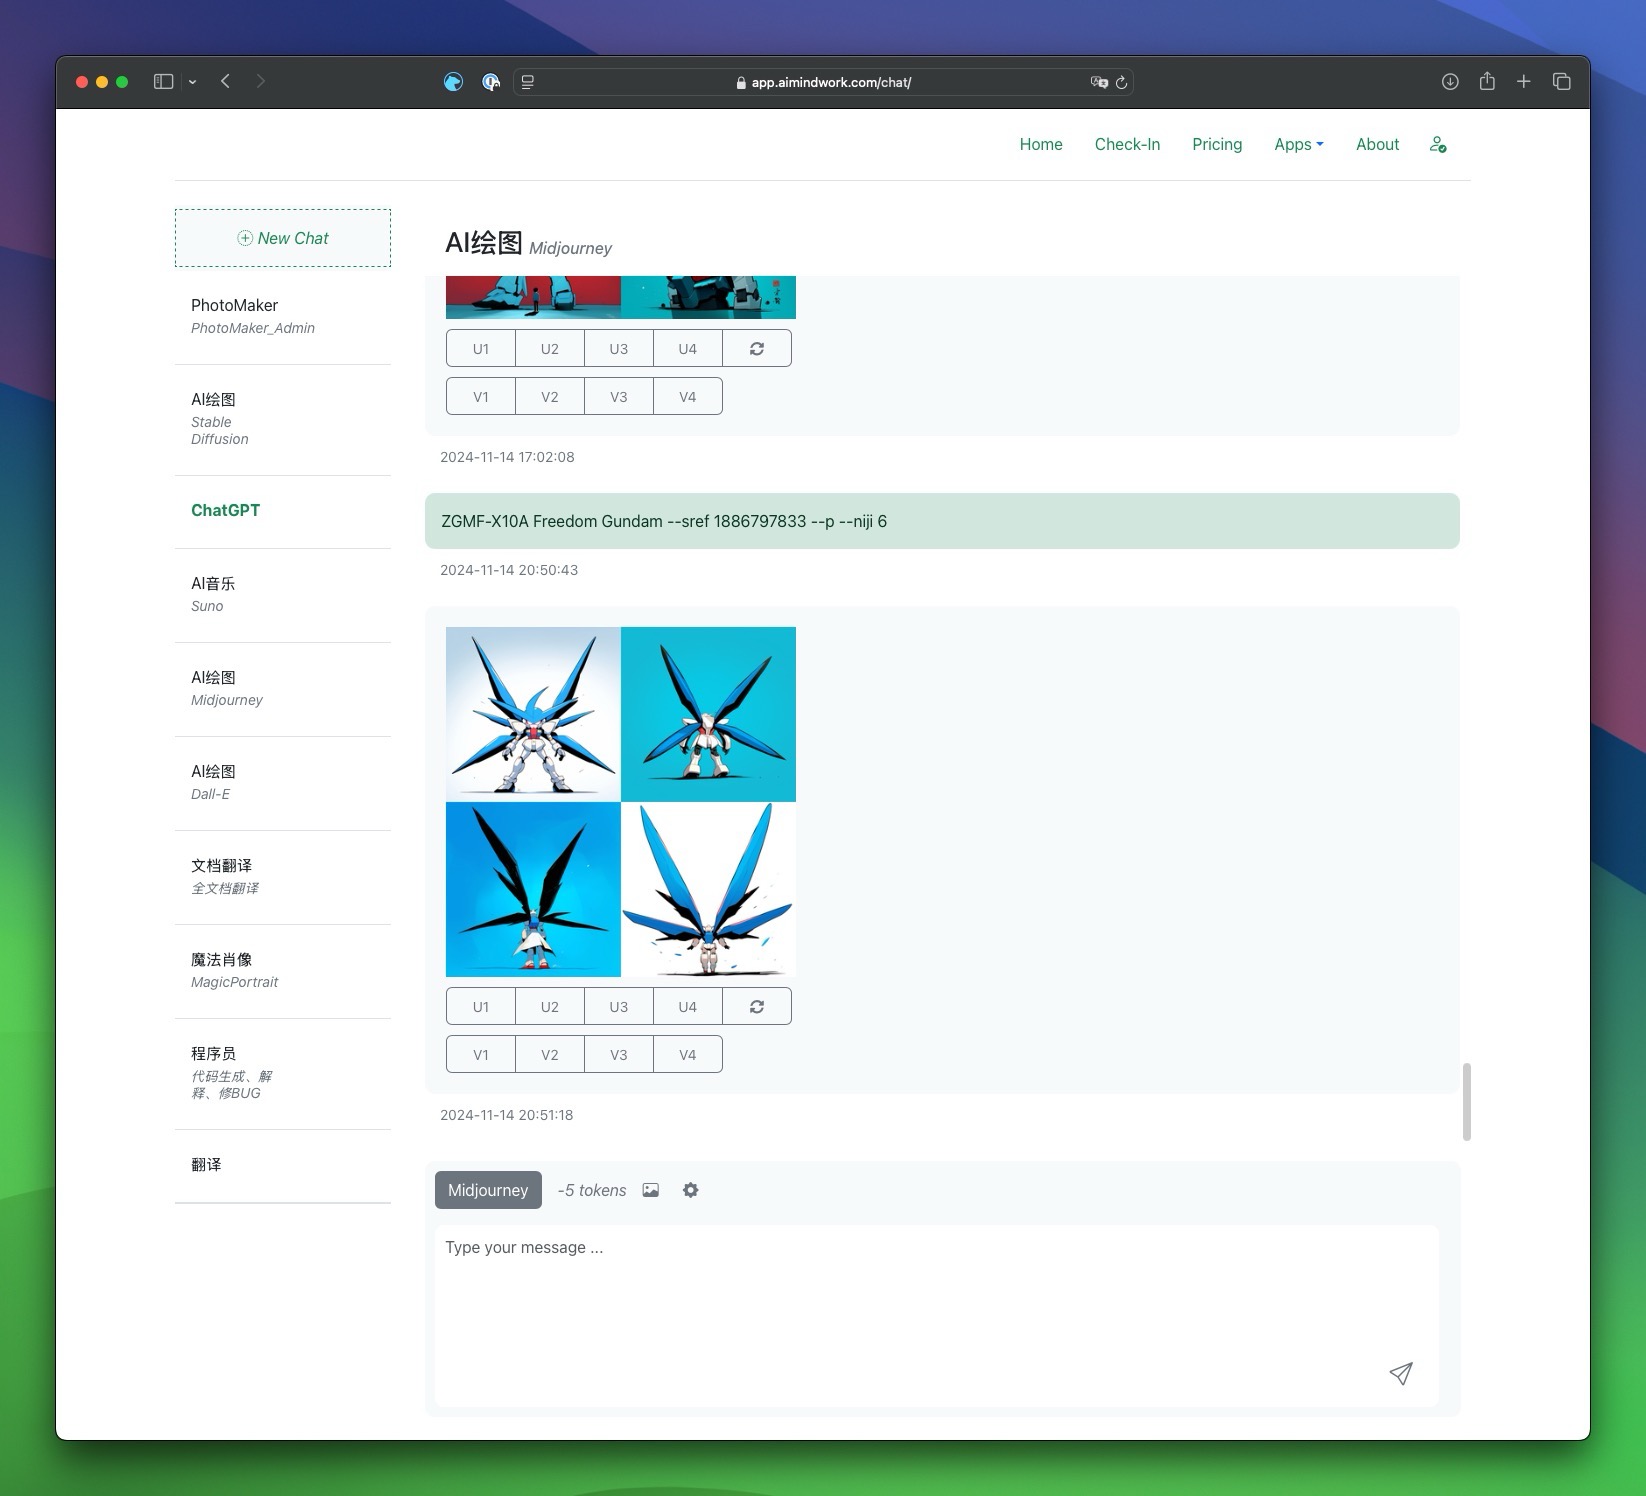 app.aimindwork.com/chat/
Home
Check-In
Pricing
Apps
About
New Chat
PhotoMaker
PhotoMaker_Admin
AI绘图
Stable
Diffusion
ChatGPT
AI音乐
Suno
AI绘图
Midjourney
AI绘图
Dall-E
文档翻译
全文档翻译
魔法肖像
MagicPortrait
程序员
代码生成、解
释、修BUG
翻译
AI绘图 Midjourney
U1
U2
U3
U4
V1
V2
V3
V4
2024-11-14 17:02:08
ZGMF-X10A Freedom Gundam --sref 1886797833 --p --niji 6
2024-11-14 20:50:43
U1
U2
U3
U4
V1
V2
V3
V4
2024-11-14 20:51:18
Midjourney
-5 tokens
Type your message ...